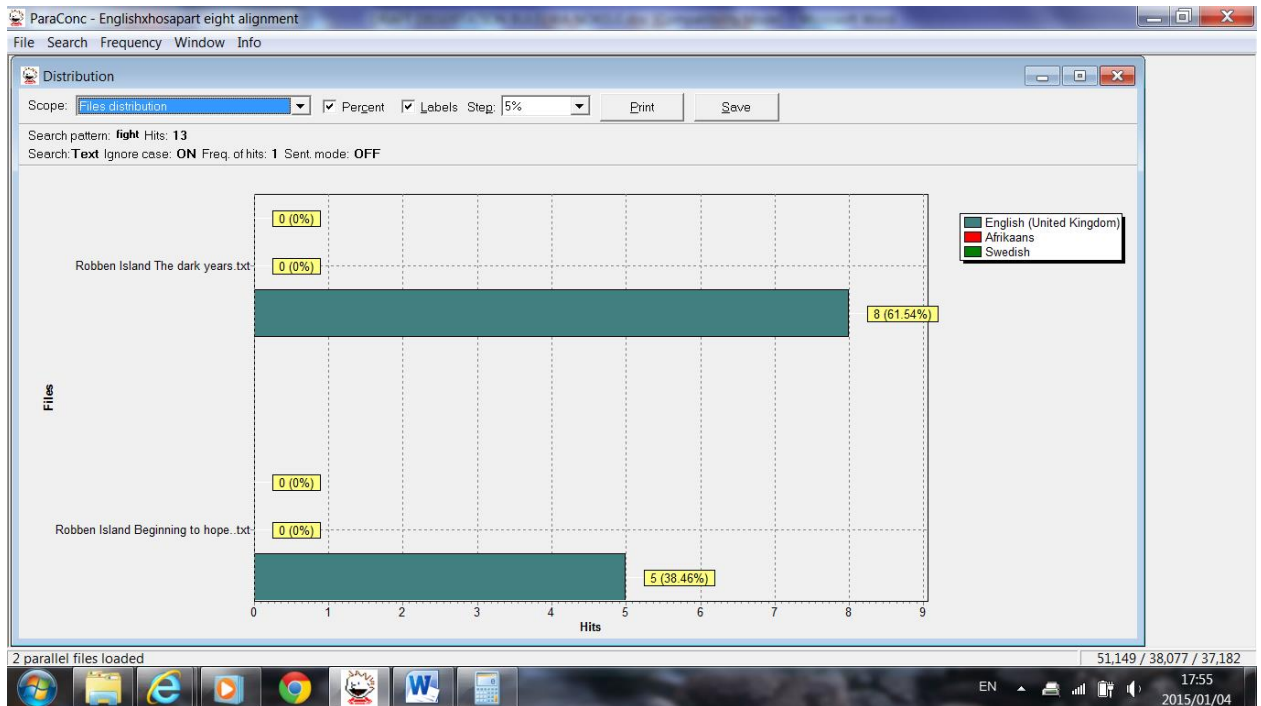 ParaConc - Englishxhosapart eight alignment
File Search Frequency Window Info
Distribution
Scope: Files distribution Percent Labels Step: 5% Print Save
Search pattern: fight Hits: 13
Search:Text Ignore case: ON Freq. of hits: 1 Sent. mode: OFF
0 (0%)
English (United Kingdom)
Afrikaans
Swedish
Robben Island The dark years.txt 0 (0%)
8 (61.54%)
Files
0 (0%)
Robben Island Beginning to hope..txt 0 (0%)
5 (38.46%)
0 1 2 3 4 5 6 7 8 9
Hits
2 parallel files loaded 51,149 / 38,077 / 37,182
EN 17:55
2015/01/04